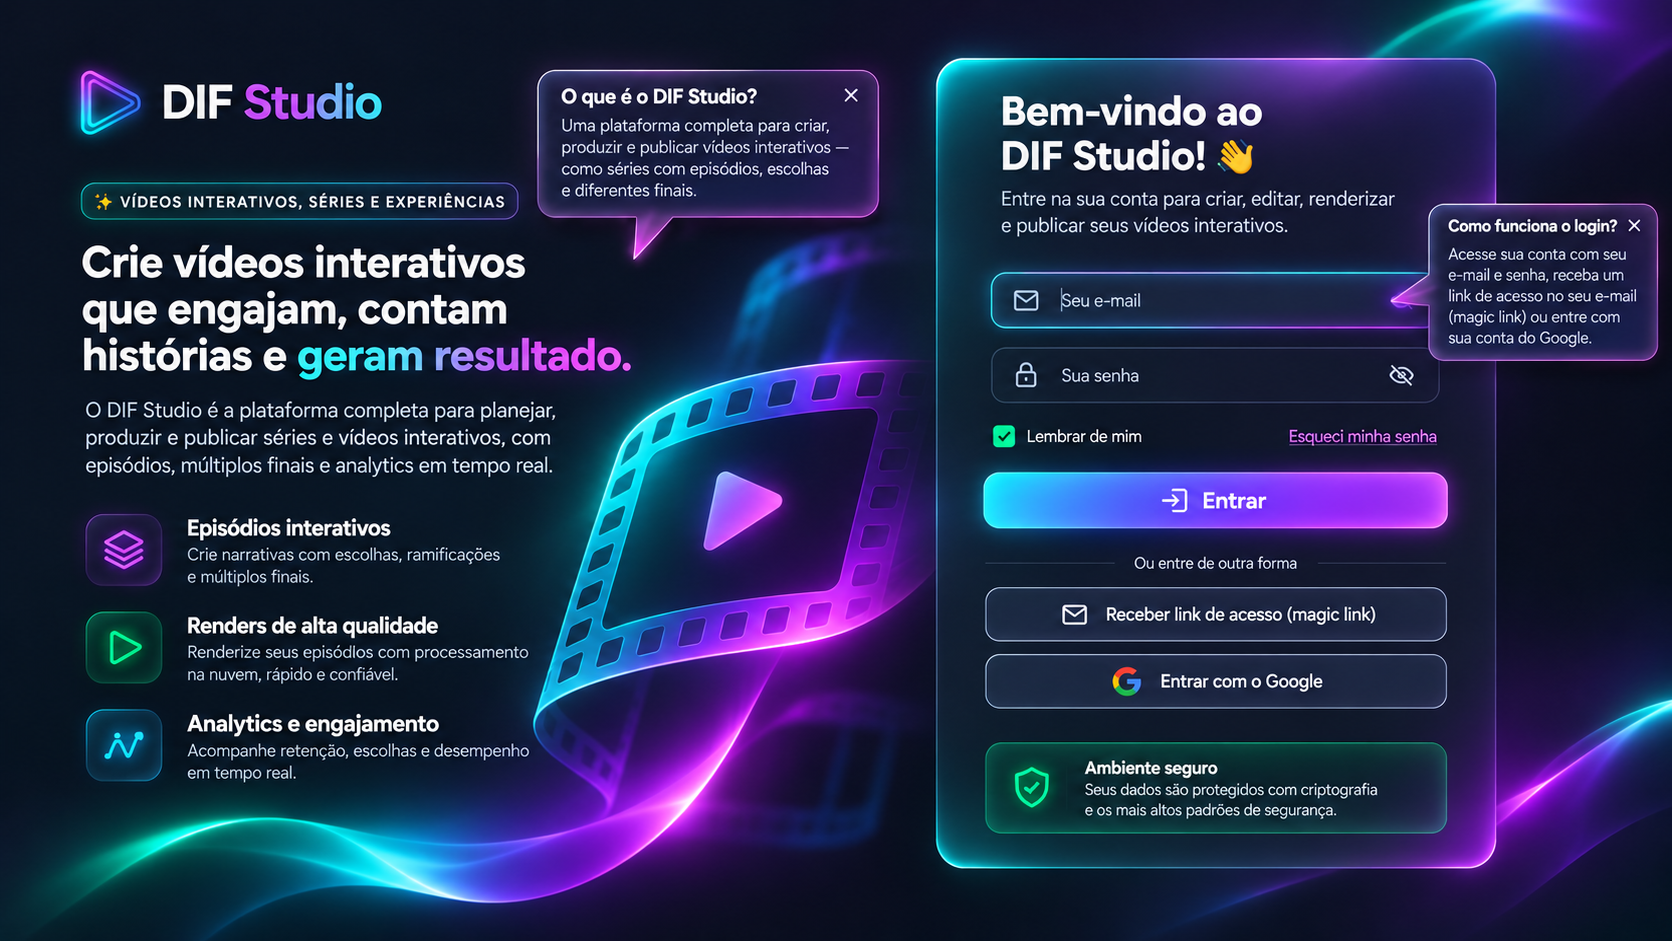 DIF Studio
✨ VÍDEOS INTERATIVOS, SÉRIES E EXPERIÊNCIAS
Crie vídeos interativos
que engajam, contam
histórias e geram resultado.
O DIF Studio é a plataforma completa para planejar,
produzir e publicar séries e vídeos interativos, com
episódios, múltiplos finais e analytics em tempo real.
Episódios interativos
Crie narrativas com escolhas, ramificações
e múltiplos finais.
Renders de alta qualidade
Renderize seus episódlos com processamento
na nuvem, rápido e confiável.
Analytics e engajamento
Acompanhe retenção, escolhas e desempenho
em tempo real.
O que é o DIF Studio?
Uma plataforma completa para criar,
produzir e publicar vídeos interativos —
como séries com episódios, escolhas
e diferentes finais.
Bem-vindo ao
DIF Studio! 👋
Entre na sua conta para criar, editar, renderizar
e publicar seus vídeos interativos.
Seu e-mail
Sua senha
Lembrar de mim
Esqueci minha senha
Entrar
Ou entre de outra forma
Receber link de acesso (magic link)
Entrar com o Google
Ambiente seguro
Seus dados são protegidos com criptografia
e os mais altos padrões de segurança.
Como funciona o login?
Acesse sua conta com seu
e-mail e senha, receba um
link de acesso no seu e-mail
(magic link) ou entre com
sua conta do Google.